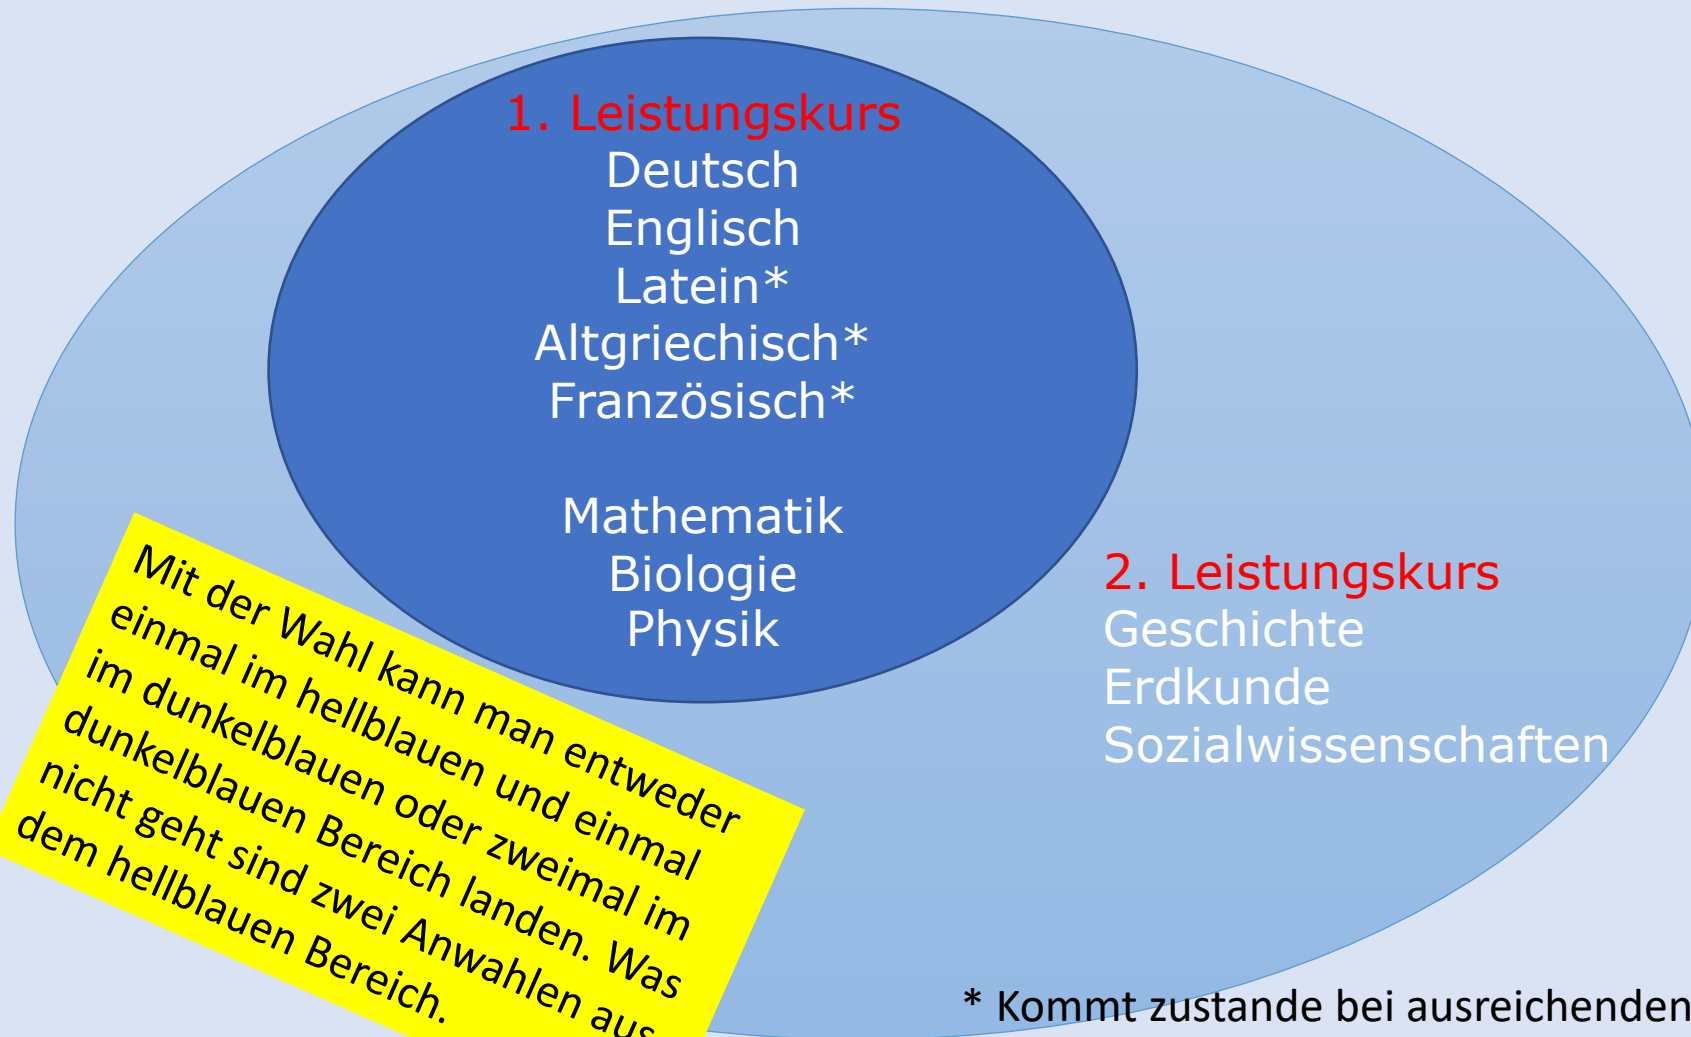 1. Leistungskurs
Deutsch
Englisch
Latein*
Altgriechisch*
Französisch*
Mathematik
Biologie
Physik
2. Leistungskurs
Geschichte
Erdkunde
Sozialwissenschaften
Mit der Wahl kann man entweder
einmal im hellblauen und einmal
im dunkelblauen oder zweimal im
dunkelblauen Bereich landen. Was
nicht geht sind zwei Anwahlen aus
dem hellblauen Bereich.
* Kommt zustande bei ausreichenden